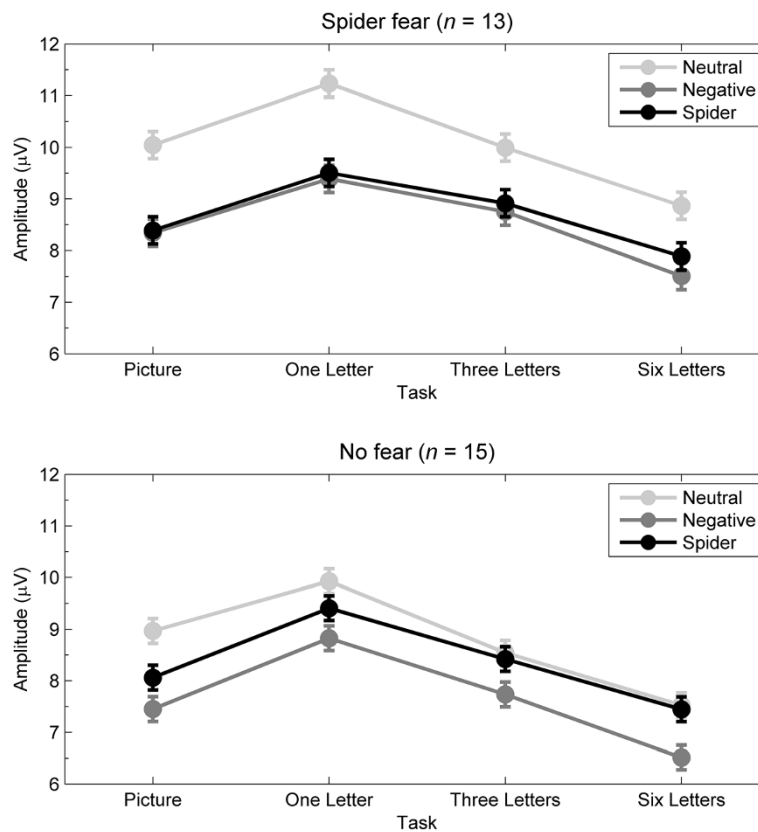 Spider fear (n = 13)
12
11
10
9
8
7
6
Amplitude (µV)
Neutral
Negative
Spider
Picture
One Letter
Three Letters
Six Letters
Task
No fear (n = 15)
12
11
10
9
8
7
6
Amplitude (µV)
Neutral
Negative
Spider
Picture
One Letter
Three Letters
Six Letters
Task